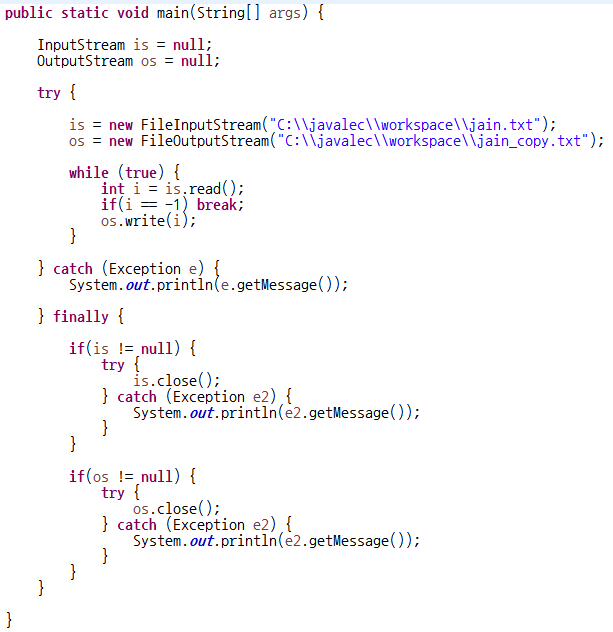 public static void main(String[] args) {
InputStream is = null;
OutputStream os = null;
try {
is = new FileInputStream("C:\\javalec\\workspace\\jain.txt");
os = new FileOutputStream("C:\\javalec\\workspace\\jain_copy.txt");
while (true) {
int i = is.read();
if(i == -1) break;
os.write(i);
}
} catch (Exception e) {
System.out.println(e.getMessage());
} finally {
if(is != null) {
try {
is.close();
} catch (Exception e2) {
System.out.println(e2.getMessage());
}
}
if(os != null) {
try {
os.close();
} catch (Exception e2) {
System.out.println(e2.getMessage());
}
}
}
}